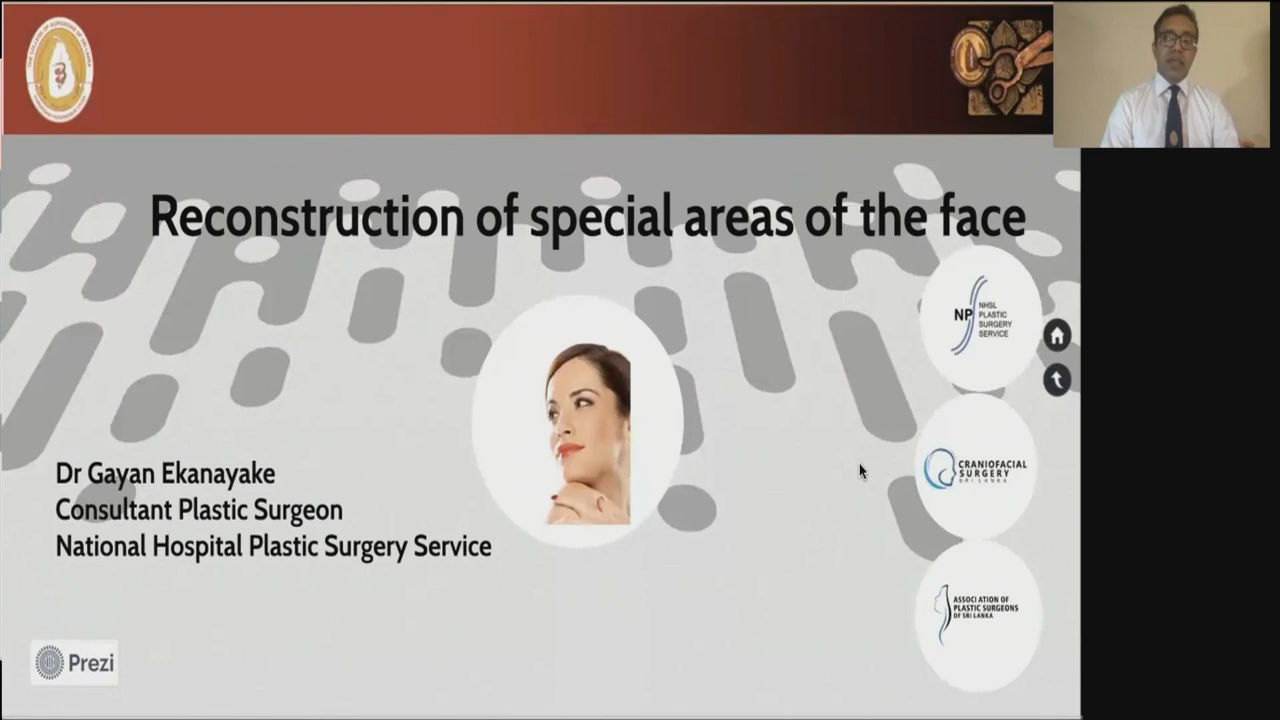 Reconstruction of special areas of the face
NP
NHSL
PLASTIC
SURGERY
SERVICE
CRANIOFACIAL
SURGERY
SRI LANKA
Dr Gayan Ekanayake
Consultant Plastic Surgeon
National Hospital Plastic Surgery Service
ASSOCIATION OF
PLASTIC SURGEONS
OF SRI LANKA
Prezi